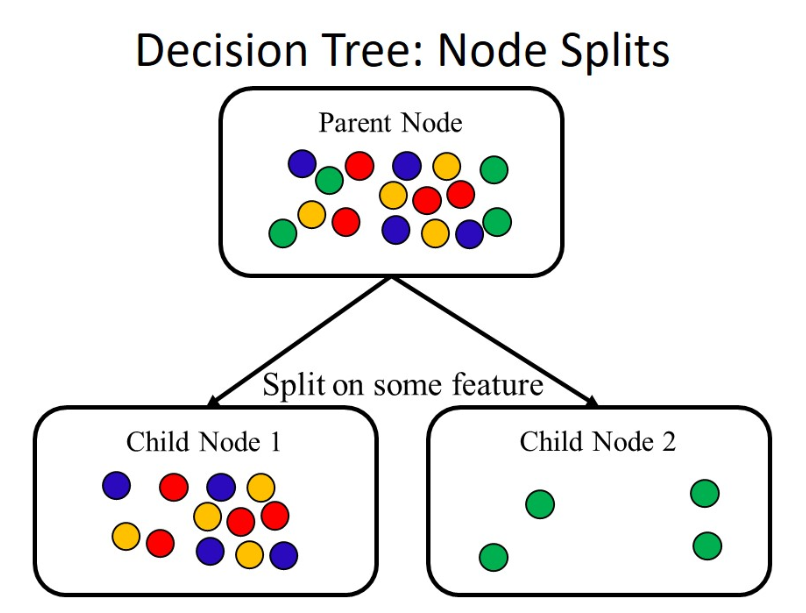 Decision Tree: Node Splits
Parent Node
Split on some feature
Child Node 1
Child Node 2